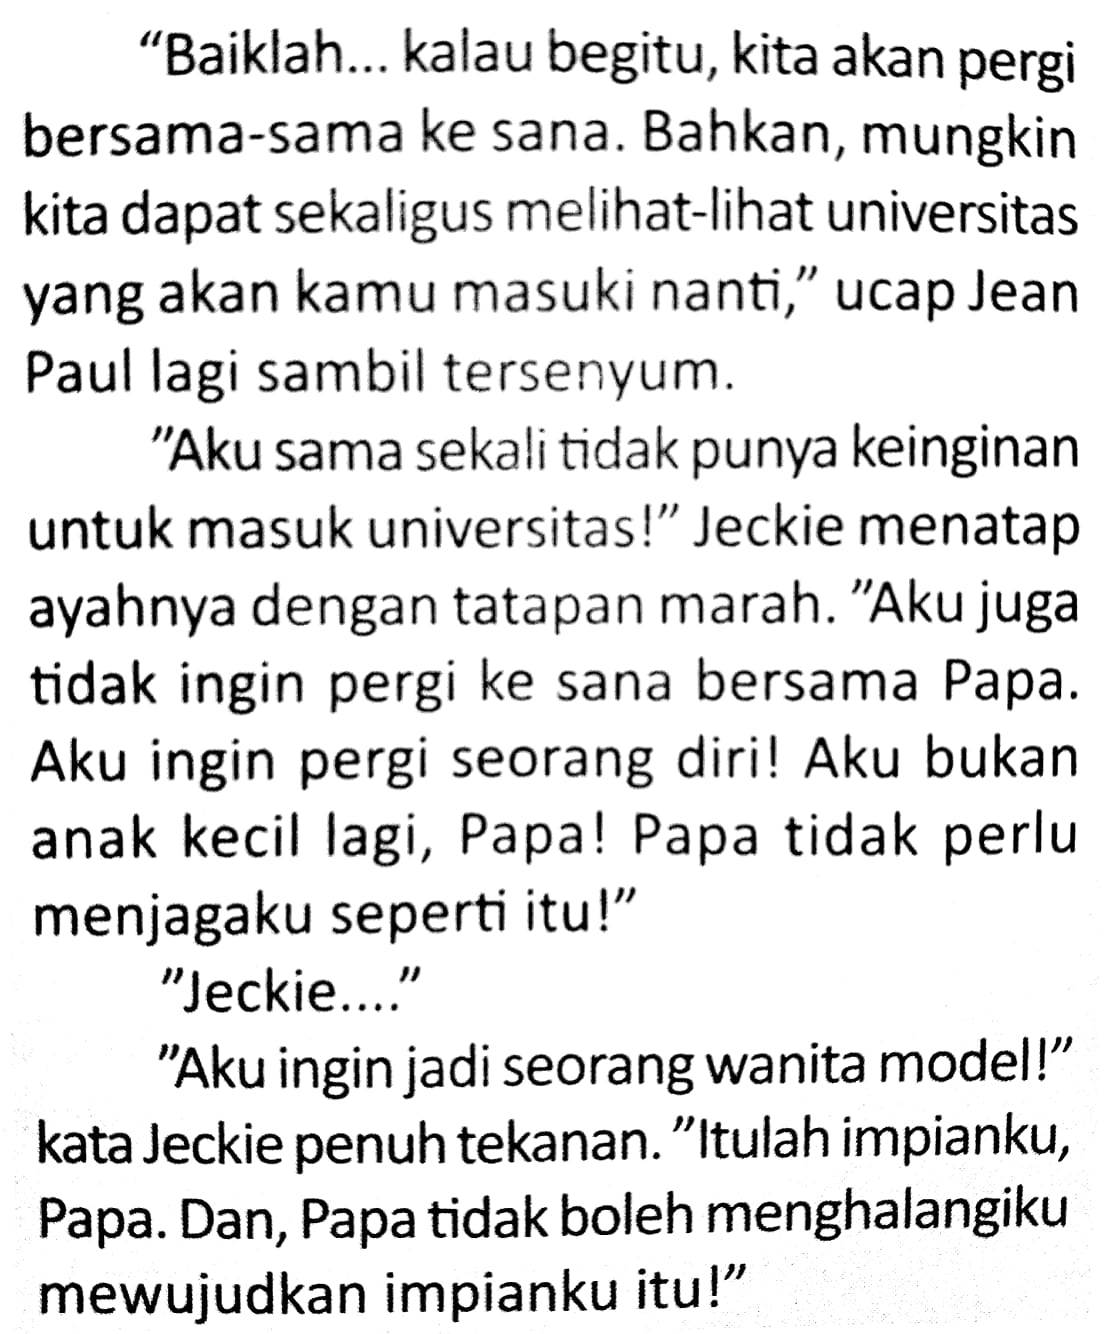 “Baiklah... kalau begitu, kita akan pergi
bersama-sama ke sana. Bahkan, mungkin
kita dapat sekaligus melihat-lihat universitas
yang akan kamu masuki nanti,” ucap Jean
Paul lagi sambil tersenyum.
”Aku sama sekali tidak punya keinginan
untuk masuk universitas!” Jeckie menatap
ayahnya dengan tatapan marah. ”Aku juga
tidak ingin pergi ke sana bersama Papa.
Aku ingin pergi seorang diri! Aku bukan
anak kecil lagi, Papa! Papa tidak perlu
menjagaku seperti itu!”
”Jeckie....”
”Aku ingin jadi seorang wanita model!”
kata Jeckie penuh tekanan. ”Itulah impianku,
Papa. Dan, Papa tidak boleh menghalangiku
mewujudkan impianku itu!”